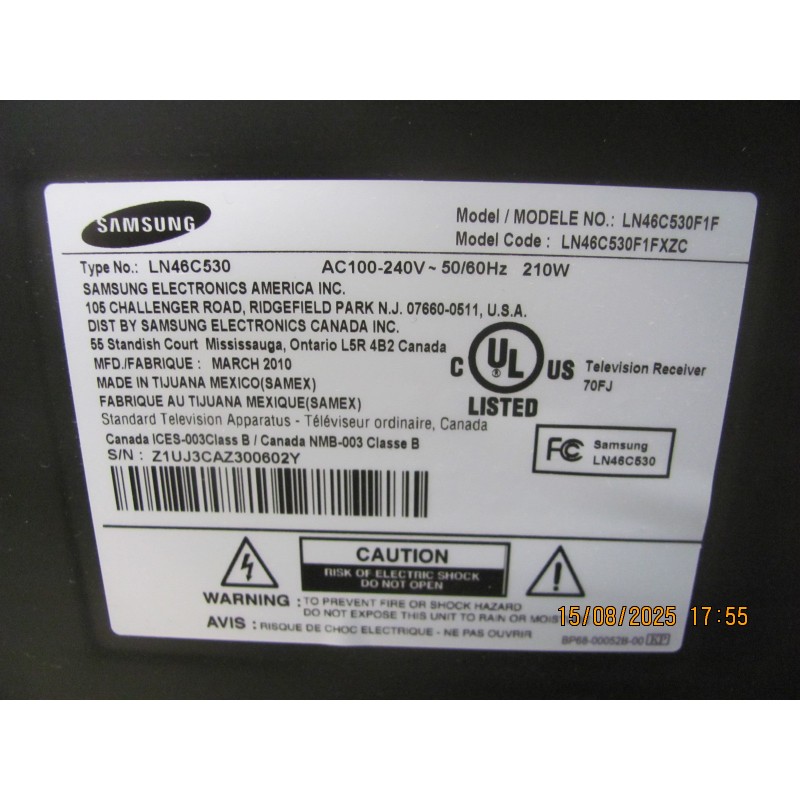 SAMSUNG
Model / MODELE NO.: LN46C530F1F
Model Code : LN46C530F1FXZC
Type No.: LN46C530 AC100-240V~ 50/60Hz 210W
SAMSUNG ELECTRONICS AMERICA INC.
105 CHALLENGER ROAD, RIDGEFIELD PARK N.J. 07660-0511, U.S.A.
DIST BY SAMSUNG ELECTRONICS CANADA INC.
55 Standish Court Mississauga, Ontario L5R 4B2 Canada
MFD./FABRIQUE : MARCH 2010
MADE IN TIJUANA MEXICO(SAMEX)
FABRIQUE AU TIJUANA MEXIQUE(SAMEX)
Standard Television Apparatus - Téléviseur ordinaire, Canada
Canada ICES-003Class B / Canada NMB-003 Classe B
S/N : Z1UJ3CAZ300602Y
C UL ® US
LISTED
Television Receiver
70FJ
FC Samsung
LN46C530
CAUTION
RISK OF ELECTRIC SHOCK
DO NOT OPEN
WARNING : TO PREVENT FIRE OR SHOCK HAZARD
DO NOT EXPOSE THIS UNIT TO RAIN OR MOIS
AVIS : RISQUE DE CHOC ELECTRIQUE - NE PAS OUVRIR
BP68-00052B-00 KP
15/08/2025 17:55